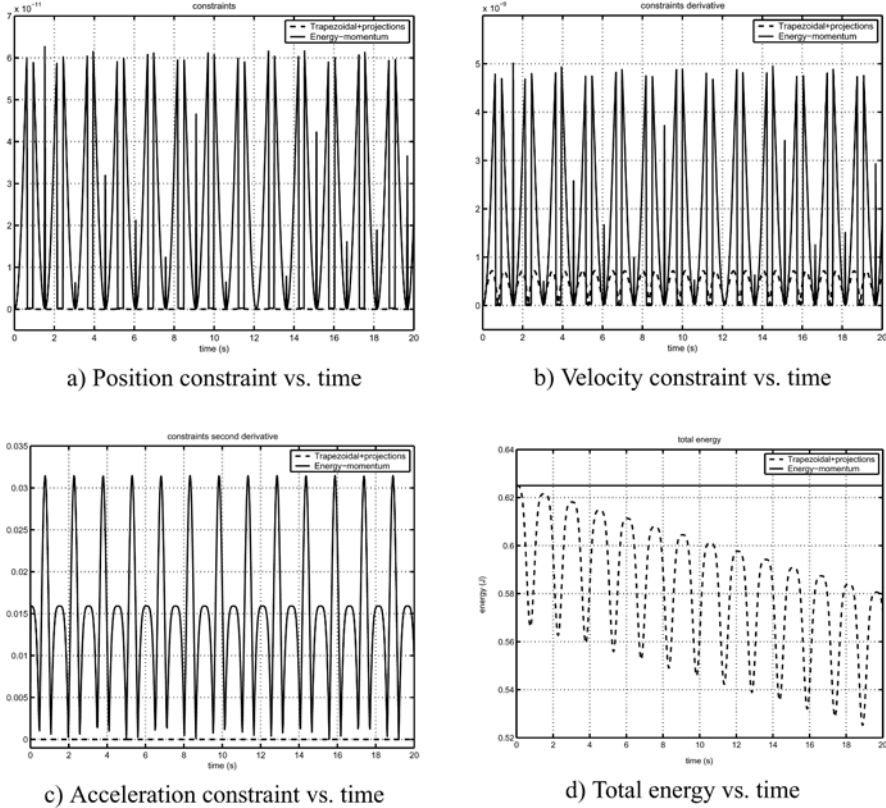 constraints
x 10⁻¹¹
Trapezoidal+projections
Energy−momentum
7
6
5
4
3
2
1
0
0 2 4 6 8 10 12 14 16 18 20
time (s)
a) Position constraint vs. time
constraints derivative
x 10⁻⁹
Trapezoidal+projections
Energy−momentum
5
4
3
2
1
0
0 2 4 6 8 10 12 14 16 18 20
time (s)
b) Velocity constraint vs. time
constraints second derivative
Trapezoidal+projections
Energy−momentum
0.035
0.03
0.025
0.02
0.015
0.01
0.005
0
0 2 4 6 8 10 12 14 16 18 20
time (s)
c) Acceleration constraint vs. time
total energy
Trapezoidal+projections
Energy−momentum
0.64
0.62
0.6
0.58
0.56
0.54
0.52
energy (J)
0 2 4 6 8 10 12 14 16 18 20
time (s)
d) Total energy vs. time